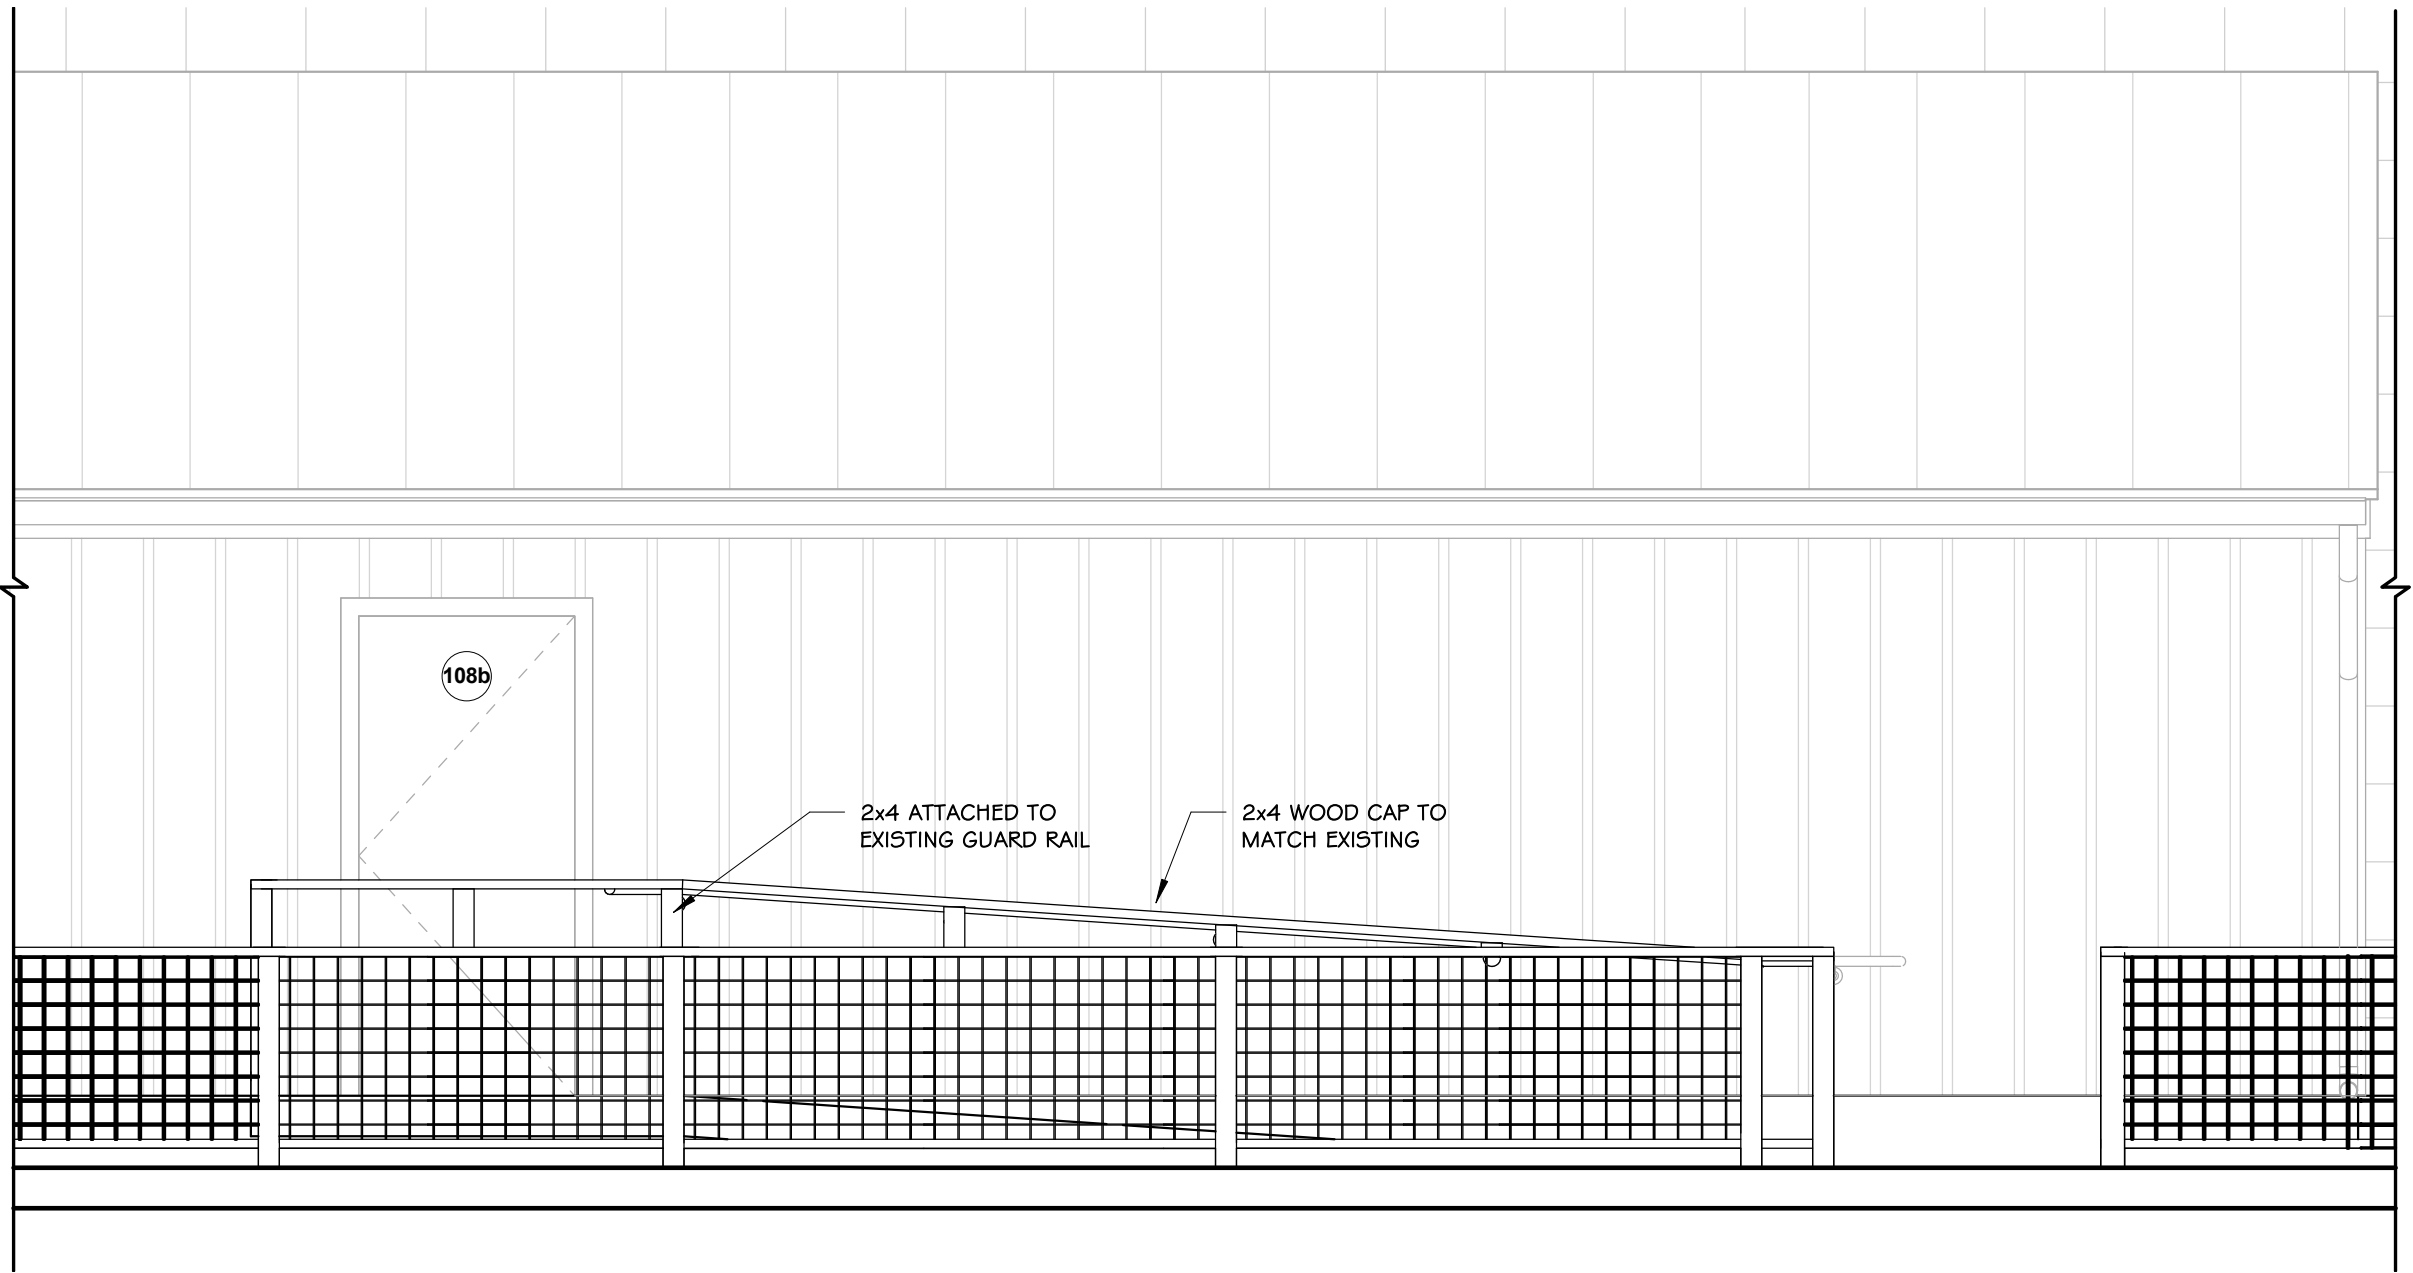 108b
2x4 ATTACHED TO
EXISTING GUARD RAIL
2x4 WOOD CAP TO
MATCH EXISTING